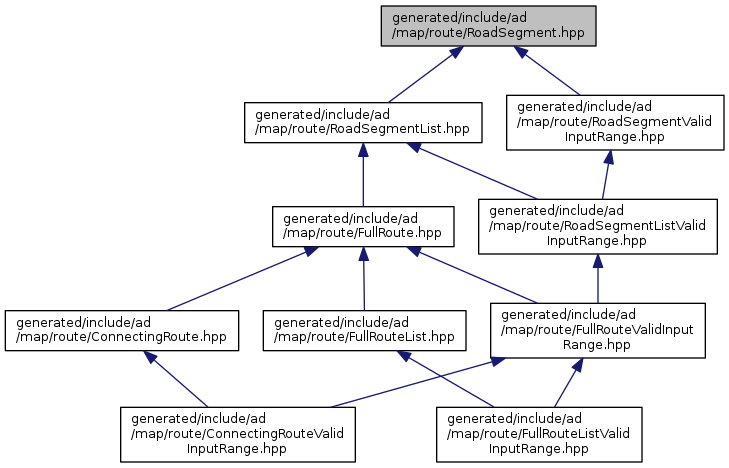 generated/include/ad
/map/route/RoadSegment.hpp
generated/include/ad
/map/route/RoadSegmentList.hpp
generated/include/ad
/map/route/RoadSegmentValid
InputRange.hpp
generated/include/ad
/map/route/FullRoute.hpp
generated/include/ad
/map/route/RoadSegmentListValid
InputRange.hpp
generated/include/ad
/map/route/ConnectingRoute.hpp
generated/include/ad
/map/route/FullRouteList.hpp
generated/include/ad
/map/route/FullRouteValidInput
Range.hpp
generated/include/ad
/map/route/ConnectingRouteValid
InputRange.hpp
generated/include/ad
/map/route/FullRouteListValid
InputRange.hpp